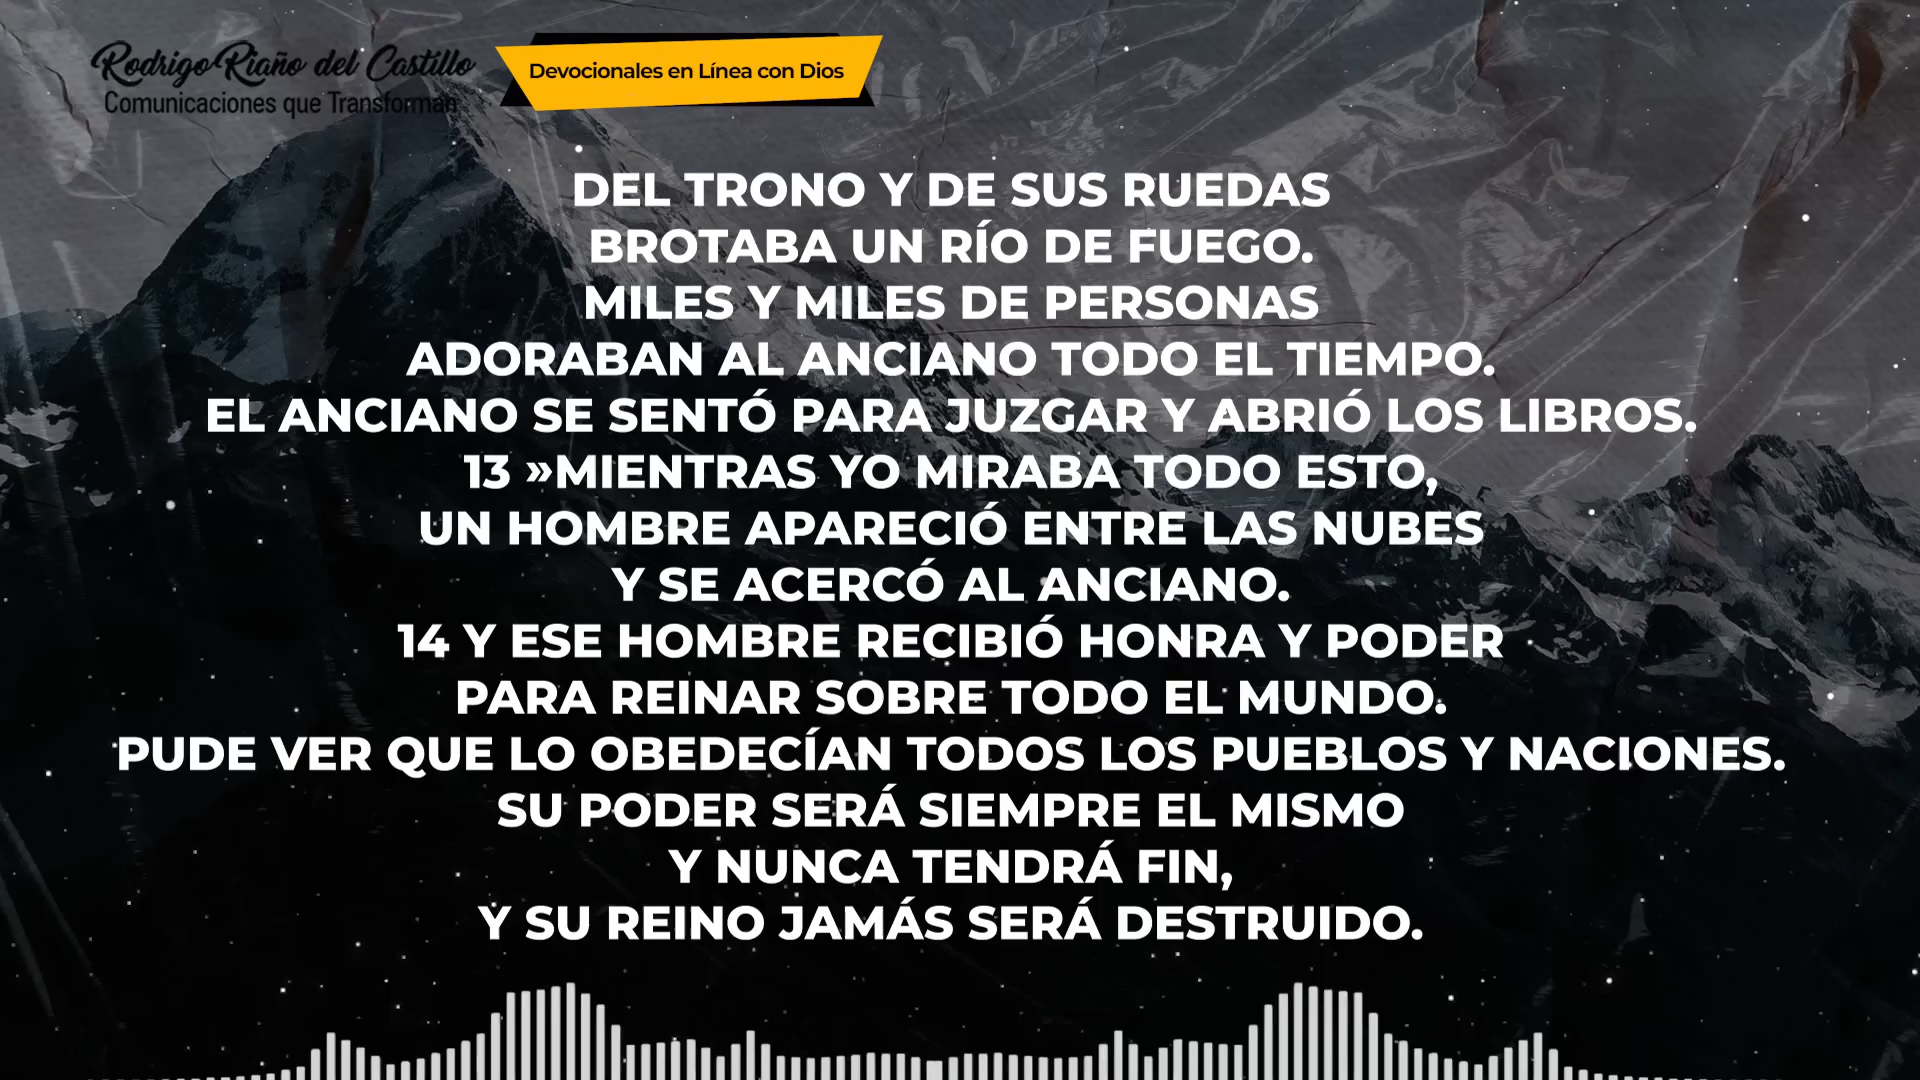 Rodrigo Riaño del Castillo
Comunicaciones que Transforman
Devocionales en Línea con Dios
DEL TRONO Y DE SUS RUEDAS
BROTABA UN RÍO DE FUEGO.
MILES Y MILES DE PERSONAS
ADORABAN AL ANCIANO TODO EL TIEMPO.
EL ANCIANO SE SENTÓ PARA JUZGAR Y ABRIÓ LOS LIBROS.
13 »MIENTRAS YO MIRABA TODO ESTO,
UN HOMBRE APARECIÓ ENTRE LAS NUBES
Y SE ACERCÓ AL ANCIANO.
14 Y ESE HOMBRE RECIBIÓ HONRA Y PODER
PARA REINAR SOBRE TODO EL MUNDO.
PUDE VER QUE LO OBEDECÍAN TODOS LOS PUEBLOS Y NACIONES.
SU PODER SERÁ SIEMPRE EL MISMO
Y NUNCA TENDRÁ FIN,
Y SU REINO JAMÁS SERÁ DESTRUIDO.